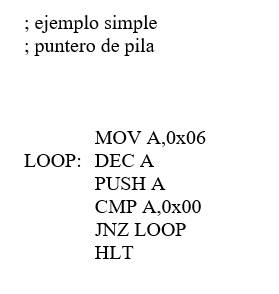 ; ejemplo simple
; puntero de pila
MOV A,0x06
LOOP: DEC A
PUSH A
CMP A,0x00
JNZ LOOP
HLT